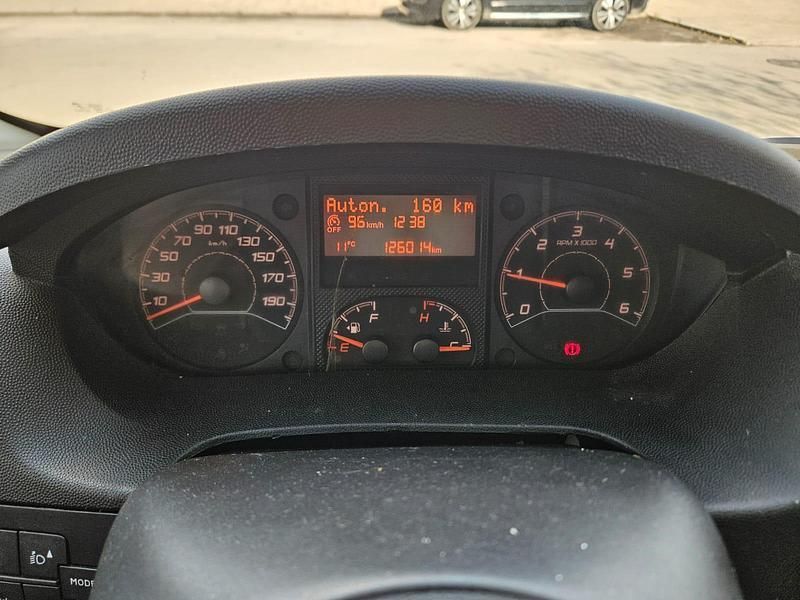 Auton. 160 km
OFF 96 km/h 12 38
11°C 126014 km
10 30 50 70 90 110 130 150 170 190
km/h
0 1 2 3 4 5 6
RPM X 1000
E F
H C
MODE